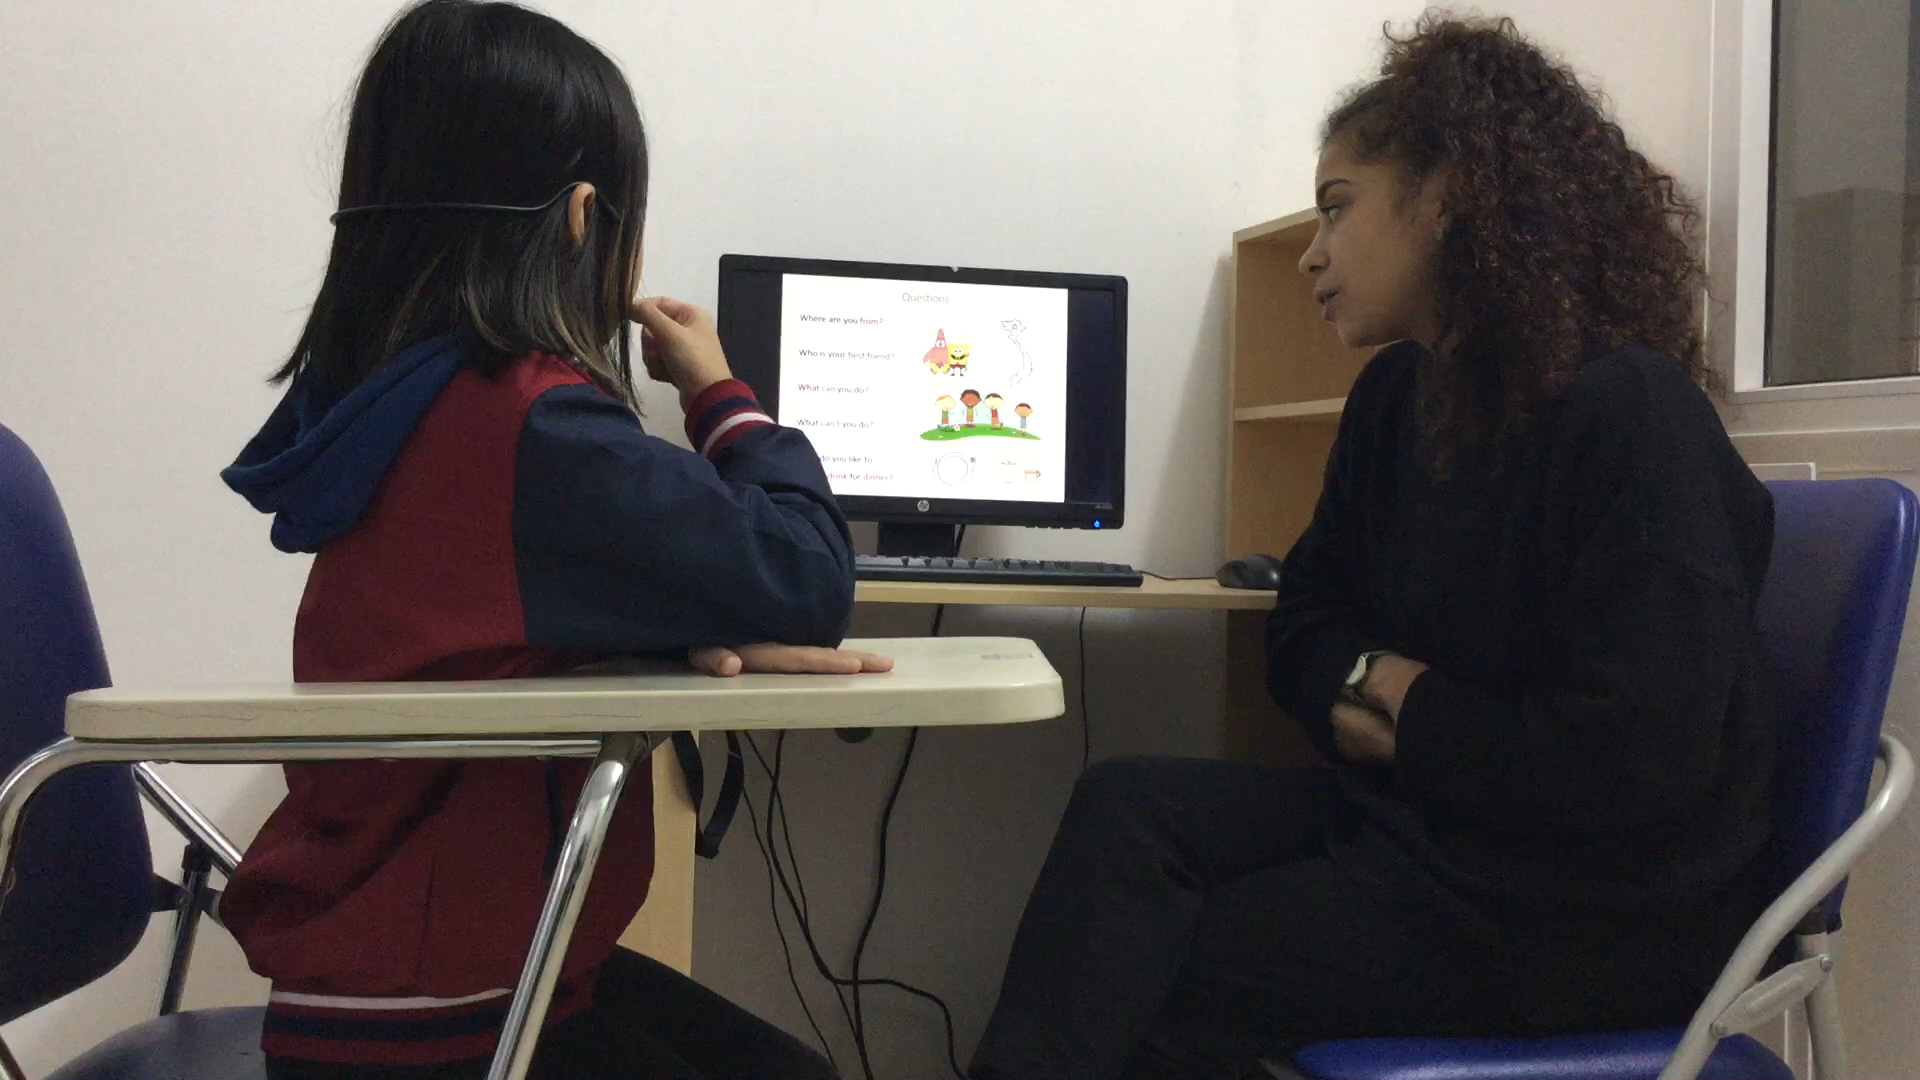 Questions
Where are you from?
Who is your best friend?
What can you do?
What can't you do?
do you like to
drink for dinner?
hp